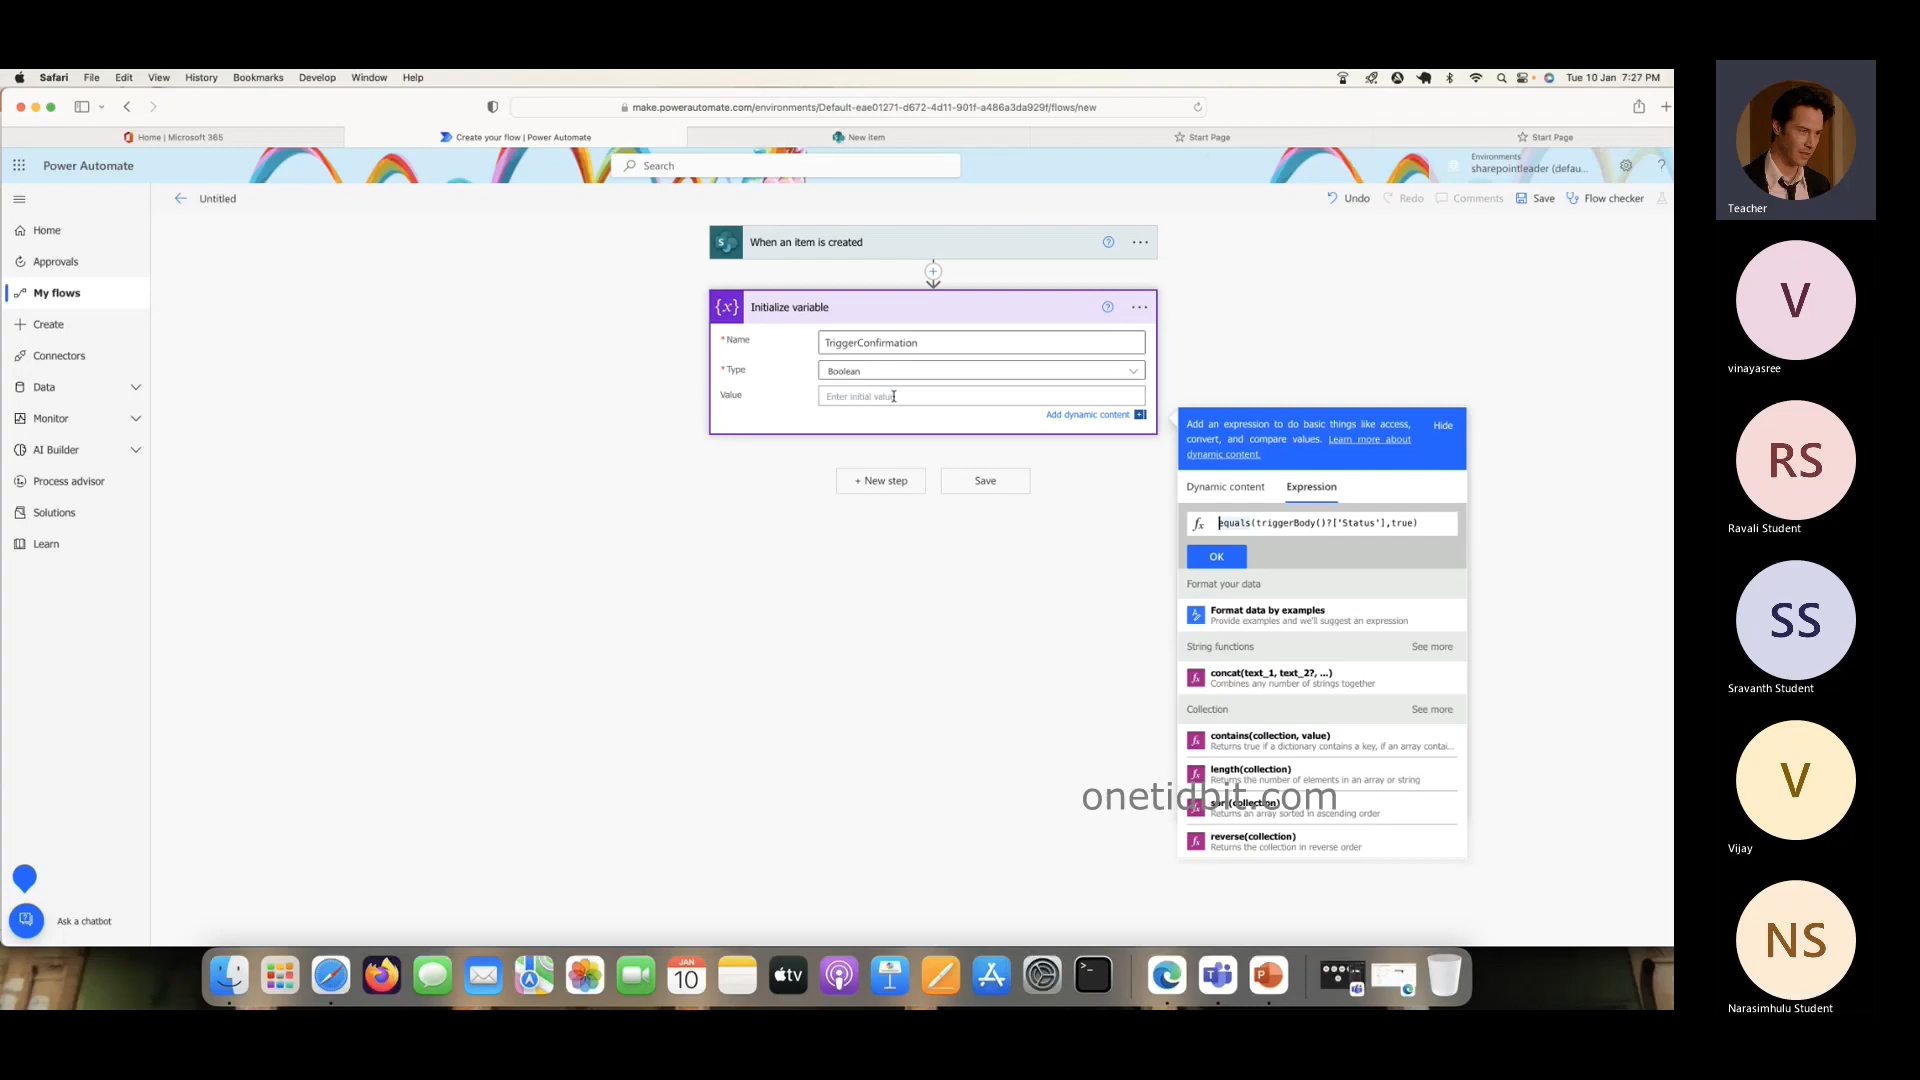 Safari File Edit View History Bookmarks Develop Window Help
Tue 10 Jan 7:27 PM
make.powerautomate.com/environments/Default-eae01271-d672-4d11-901f-a486a3da929f/flows/new
Home | Microsoft 365
Create your flow | Power Automate
New item
Start Page
Start Page
Power Automate
Search
Environments
sharepointleader (defau...
Untitled
Undo
Redo
Comments
Save
Flow checker
Home
Approvals
My flows
Create
Connectors
Data
Monitor
AI Builder
Process advisor
Solutions
Learn
Ask a chatbot
When an item is created
{x} Initialize variable
* Name
TriggerConfirmation
* Type
Boolean
Value
Enter initial value
Add dynamic content
+ New step
Save
Add an expression to do basic things like access,
convert, and compare values. Learn more about
dynamic content.
Hide
Dynamic content
Expression
fx equals(triggerBody()?['Status'],true)
OK
Format your data
Format data by examples
Provide examples and we'll suggest an expression
String functions
See more
concat(text_1, text_2?, ...)
Combines any number of strings together
Collection
See more
contains(collection, value)
Returns true if a dictionary contains a key, if an array contai...
length(collection)
Returns the number of elements in an array or string
sort(collection)
Returns an array sorted in ascending order
reverse(collection)
Returns the collection in reverse order
onetidbit.com
JAN
10
tv
Teacher
V
vinayasree
RS
Ravali Student
SS
Sravanth Student
V
Vijay
NS
Narasimhulu Student